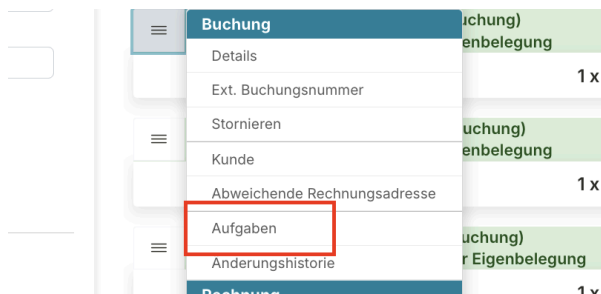 Buchung
uchung)
enbelegung
Details
1 x
Ext. Buchungsnummer
Stornieren
uchung)
enbelegung
Kunde
1 x
Abweichende Rechnungsadresse
Aufgaben
uchung)
r Eigenbelegung
Änderungshistorie
Rechnung
1 x